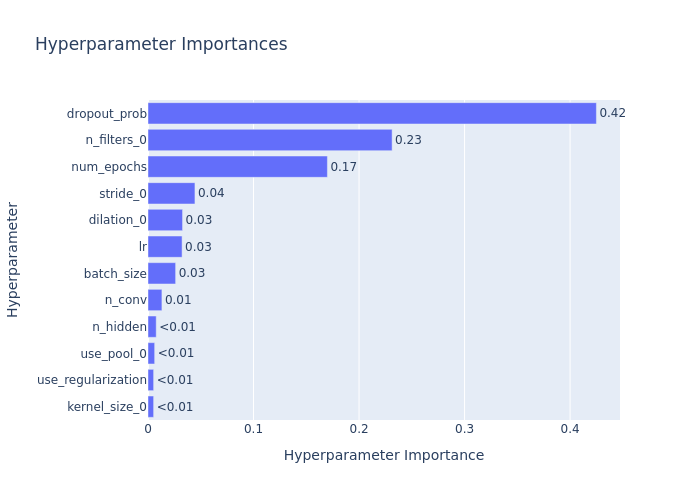 Hyperparameter Importances
Hyperparameter
dropout_prob 0.42
n_filters_0 0.23
num_epochs 0.17
stride_0 0.04
dilation_0 0.03
lr 0.03
batch_size 0.03
n_conv 0.01
n_hidden <0.01
use_pool_0 <0.01
use_regularization <0.01
kernel_size_0 <0.01
0 0.1 0.2 0.3 0.4
Hyperparameter Importance